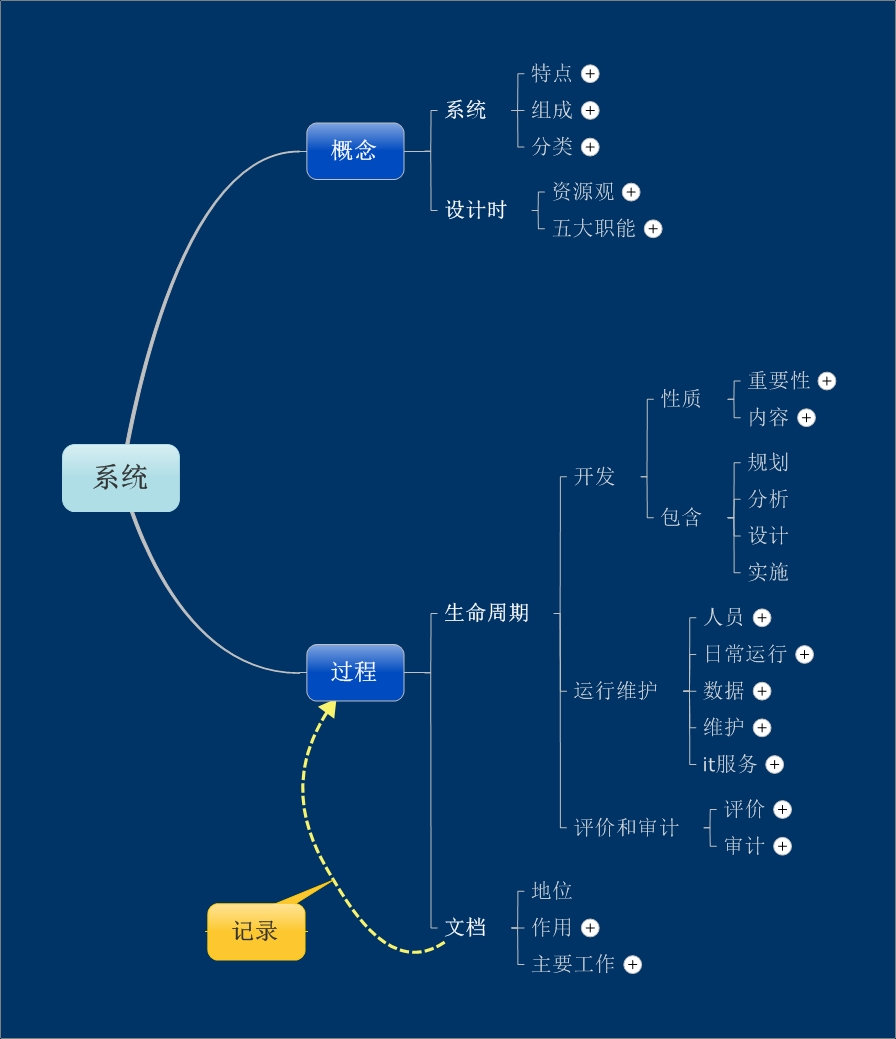 系统
概念
系统
特点
组成
分类
设计时
资源观
五大职能
过程
生命周期
开发
性质
重要性
内容
包含
规划
分析
设计
实施
运行维护
人员
日常运行
数据
维护
it服务
评价和审计
评价
审计
文档
地位
作用
主要工作
记录